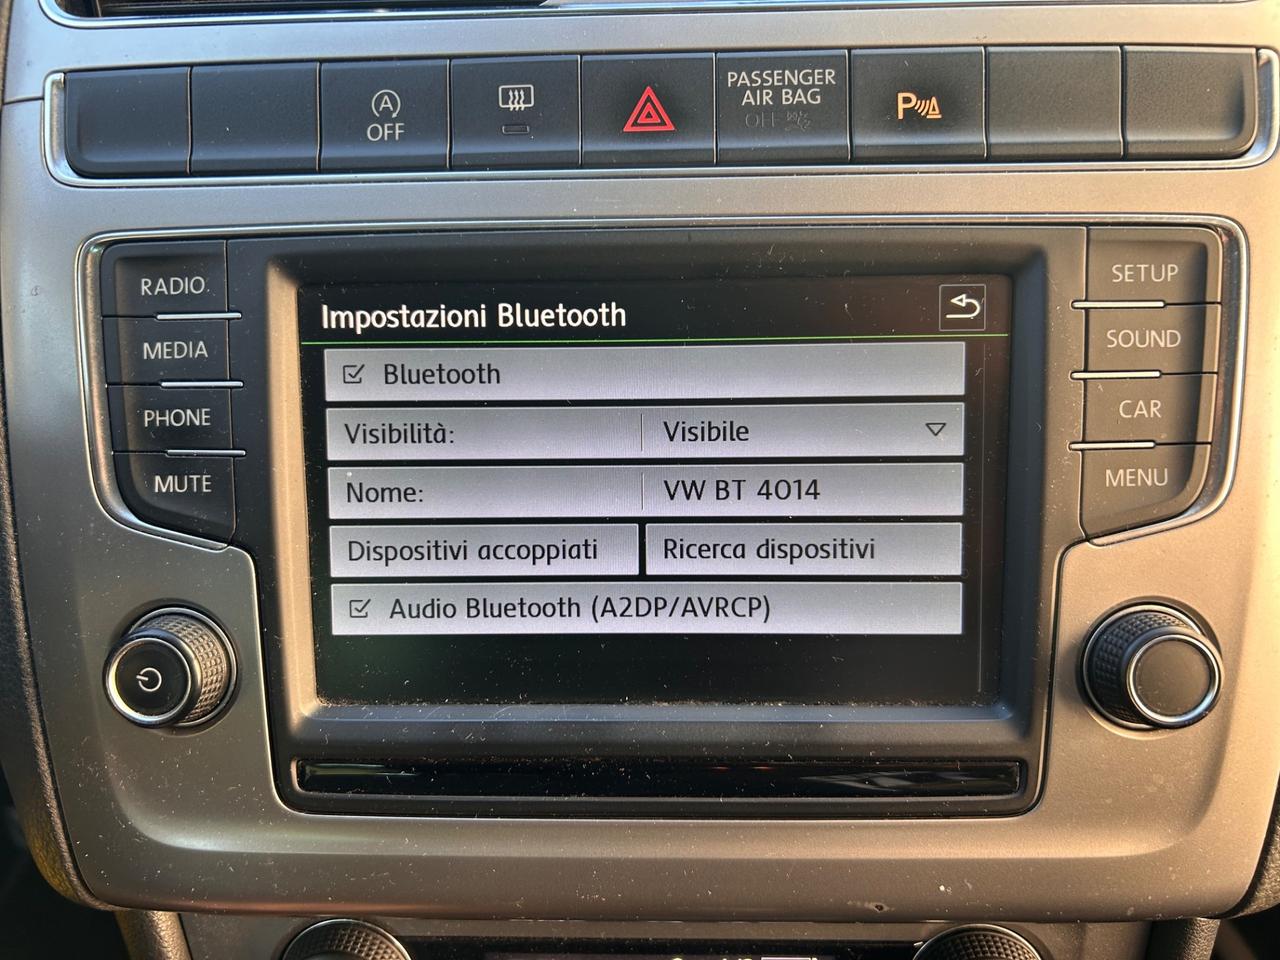 A
OFF
PASSENGER
AIR BAG
OFF
P
RADIO
MEDIA
PHONE
MUTE
Impostazioni Bluetooth
Bluetooth
Visibilità: Visibile
Nome: VW BT 4014
Dispositivi accoppiati Ricerca dispositivi
Audio Bluetooth (A2DP/AVRCP)
SETUP
SOUND
CAR
MENU